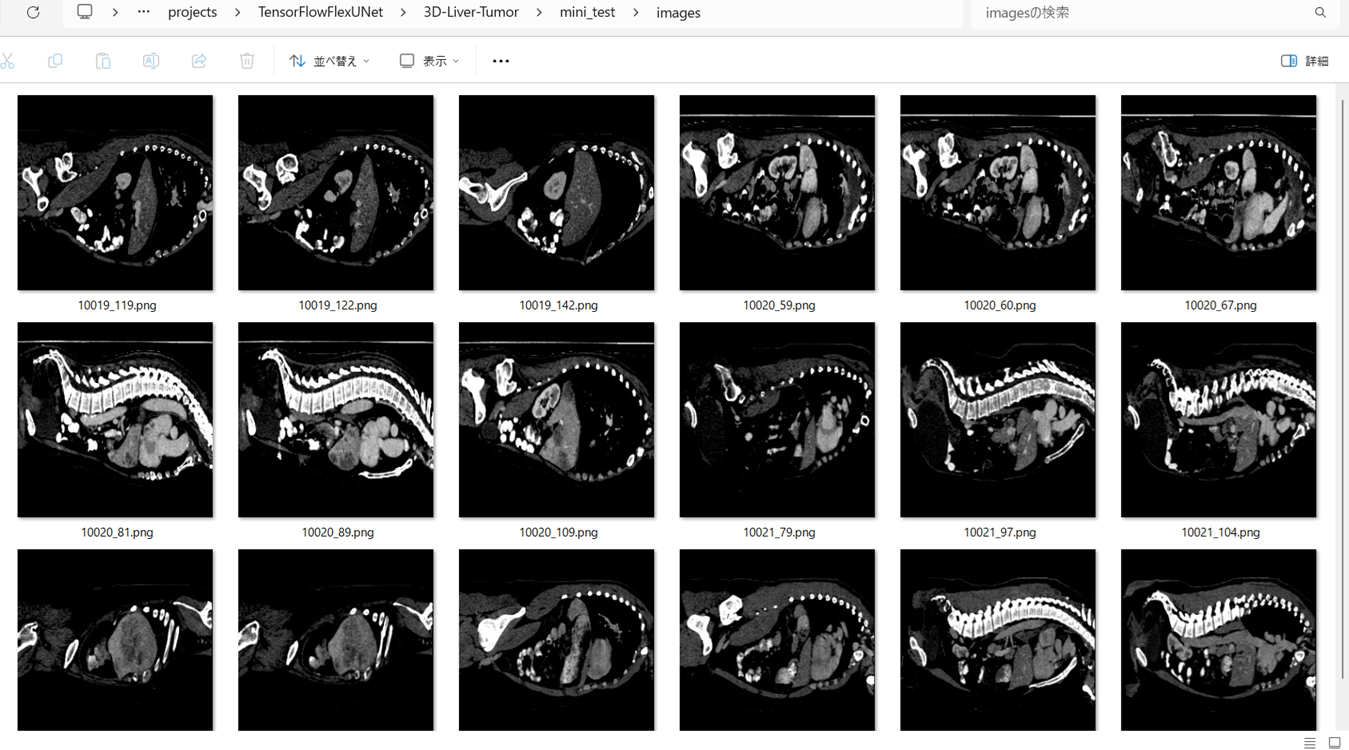 … projects > TensorFlowFlexUNet > 3D-Liver-Tumor > mini_test > images
imagesの検索
並べ替え
表示
…
詳細
10019_119.png
10019_122.png
10019_142.png
10020_59.png
10020_60.png
10020_67.png
10020_81.png
10020_89.png
10020_109.png
10021_79.png
10021_97.png
10021_104.png